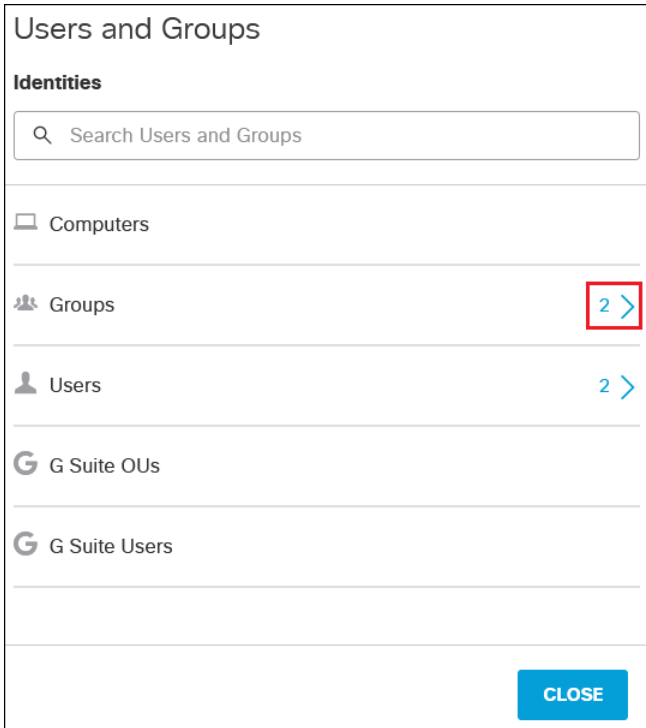 Users and Groups
Identities
Search Users and Groups
Computers
Groups 2
Users 2
G Suite OUs
G Suite Users
CLOSE